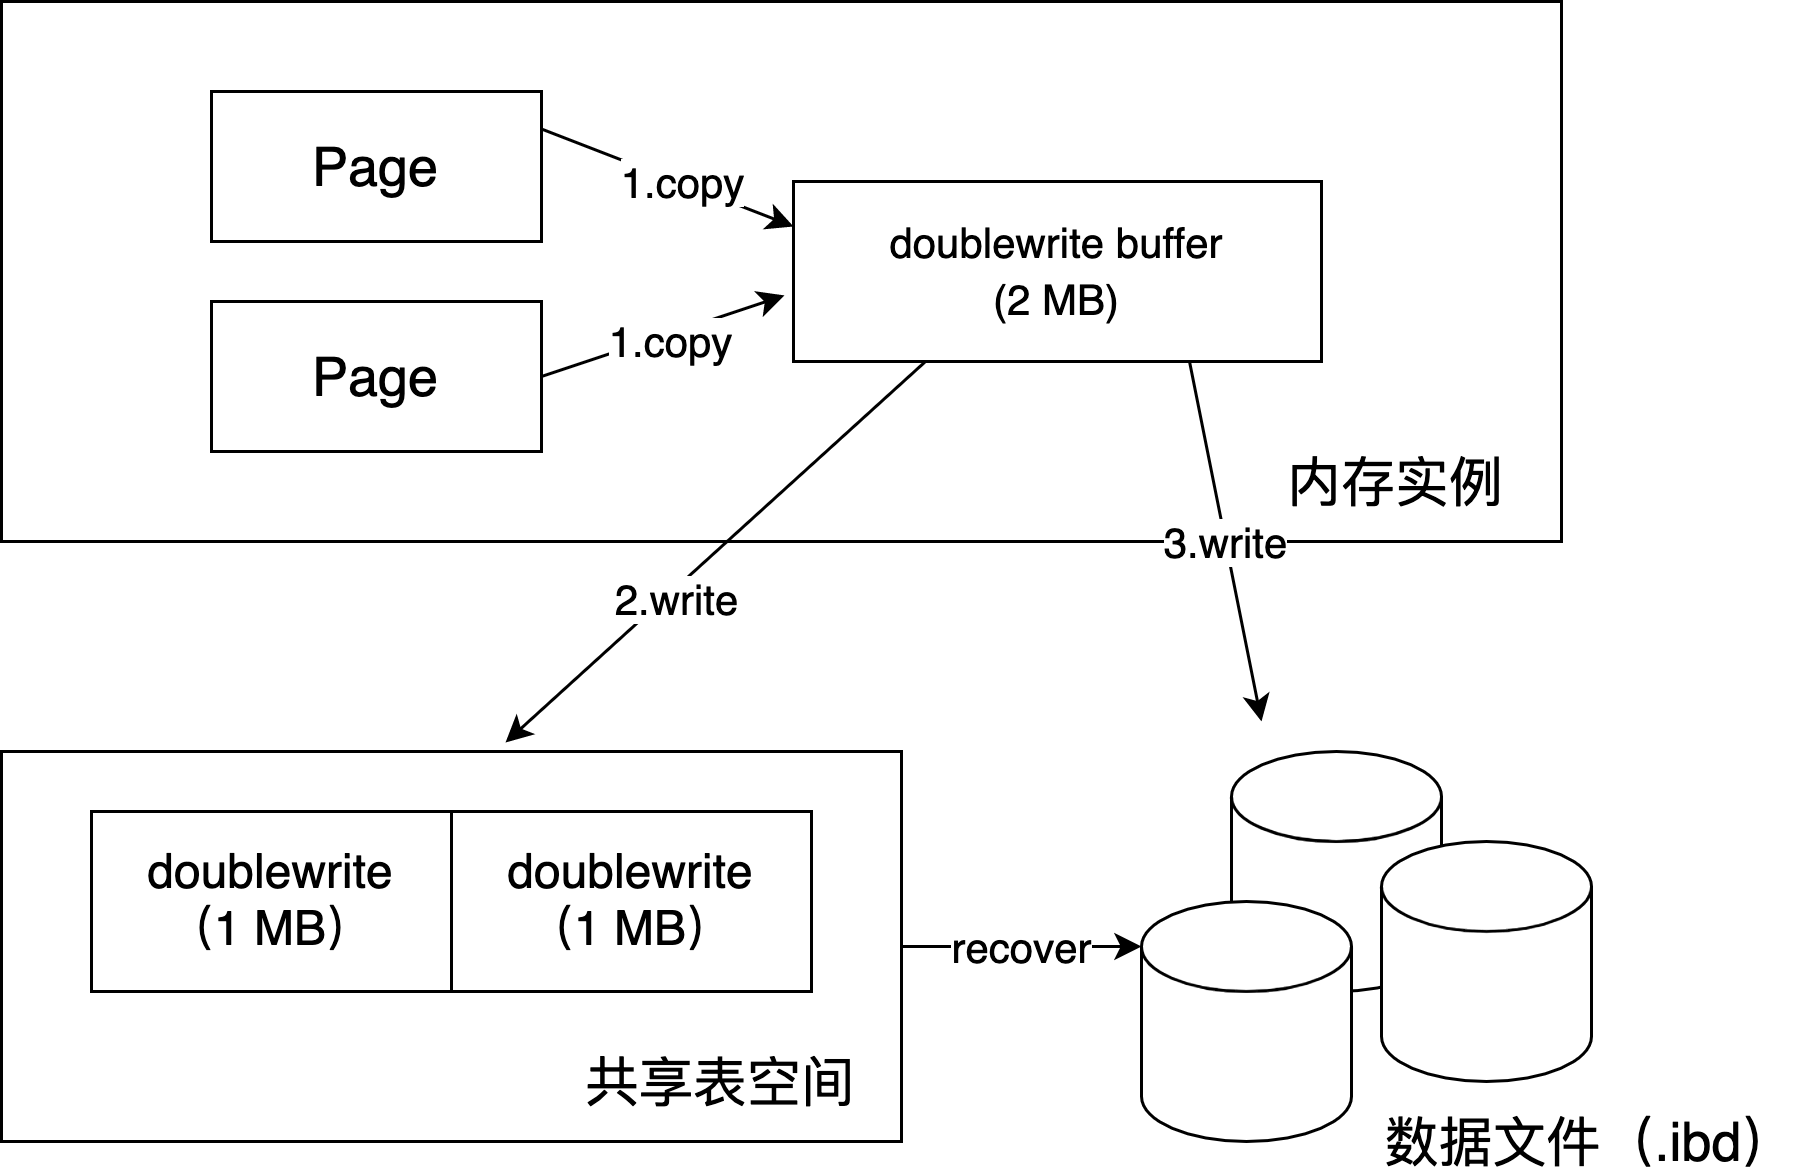 Page
1.copy
doublewrite buffer
(2 MB)
Page
1.copy
内存实例
3.write
2.write
doublewrite
(1 MB)
doublewrite
(1 MB)
recover
共享表空间
数据文件（.ibd）